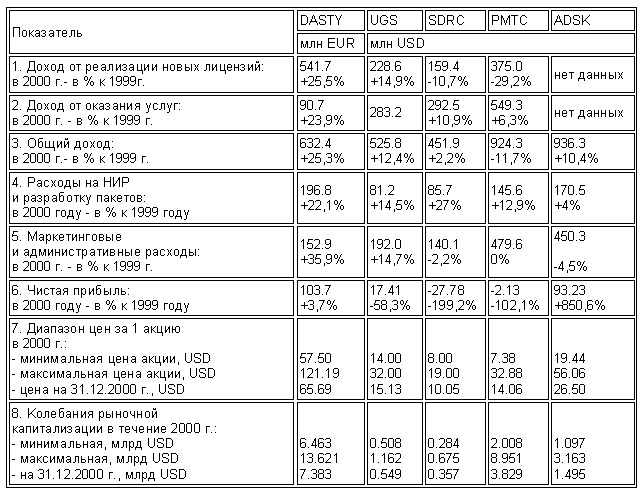 Показатель DASTY UGS SDRC PMTC ADSK
млн EUR млн USD
1. Доход от реализации новых лицензий: 541.7 228.6 159.4 375.0 нет данных
в 2000 г.- в % к 1999г. +25,5% +14,9% -10,7% -29,2%
2. Доход от оказания услуг: 90.7 283.2 292.5 549.3 нет данных
в 2000 г. - в % к 1999 г. +23,9% +10,9% +6,3%
3. Общий доход: 632.4 525.8 451.9 924.3 936.3
в 2000 г.- в % к 1999 г. +25,3% +12,4% +2,2% -11,7% +10,4%
4. Расходы на НИР
и разработку пакетов: 196.8 81.2 85.7 145.6 170.5
в 2000 году - в % к 1999 году +22,1% +14,5% +27% +12,9% +4%
5. Маркетинговые 450.3
и административные расходы: 152.9 192.0 140.1 479.6
в 2000 г. - в % к 1999 г. +35,9% +14,7% -2,2% 0% -4,5%
6. Чистая прибыль: 103.7 17.41 -27.78 -2.13 93.23
в 2000 году - в % к 1999 году +3,7% -58,3% -199,2% -102,1% +850,6%
7. Диапазон цен за 1 акцию
в 2000 г.:
- минимальная цена акции, USD 57.50 14.00 8.00 7.38 19.44
- максимальная цена акции, USD 121.19 32.00 19.00 32.88 56.06
- цена на 31.12.2000 г., USD 65.69 15.13 10.05 14.06 26.50
8. Колебания рыночной
капитализации в течение 2000 г.:
- минимальная, млрд USD 6.463 0.508 0.284 2.008 1.097
- максимальная, млрд USD 13.621 1.162 0.675 8.951 3.163
- на 31.12.2000 г., млрд USD 7.383 0.549 0.357 3.829 1.495